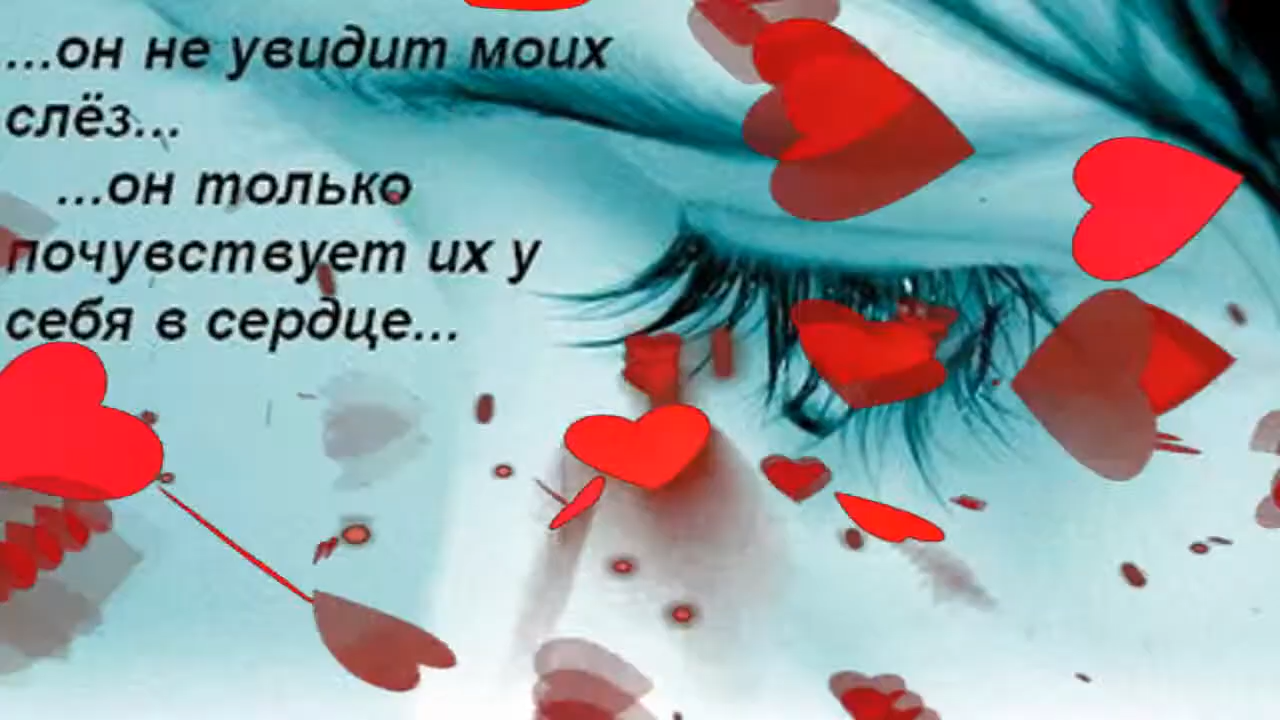 ...он не увидит моих
слёз...
...он только
почувствует их у
себя в сердце...